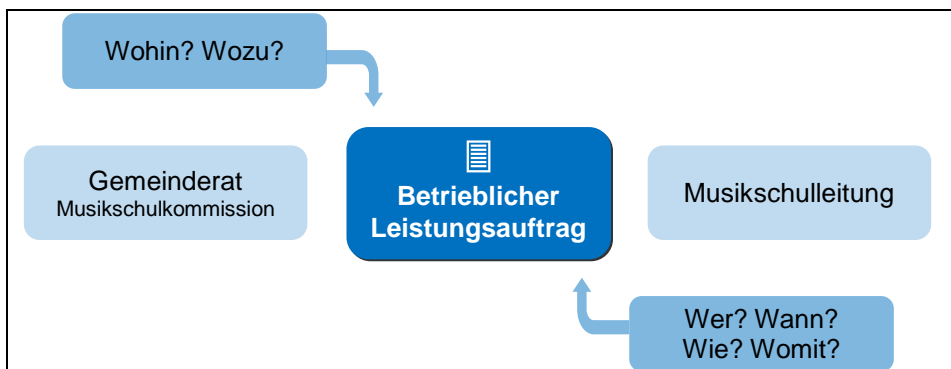 Wohin? Wozu?
Gemeinderat
Musikschulkommission
Betrieblicher
Leistungsauftrag
Musikschulleitung
Wer? Wann?
Wie? Womit?